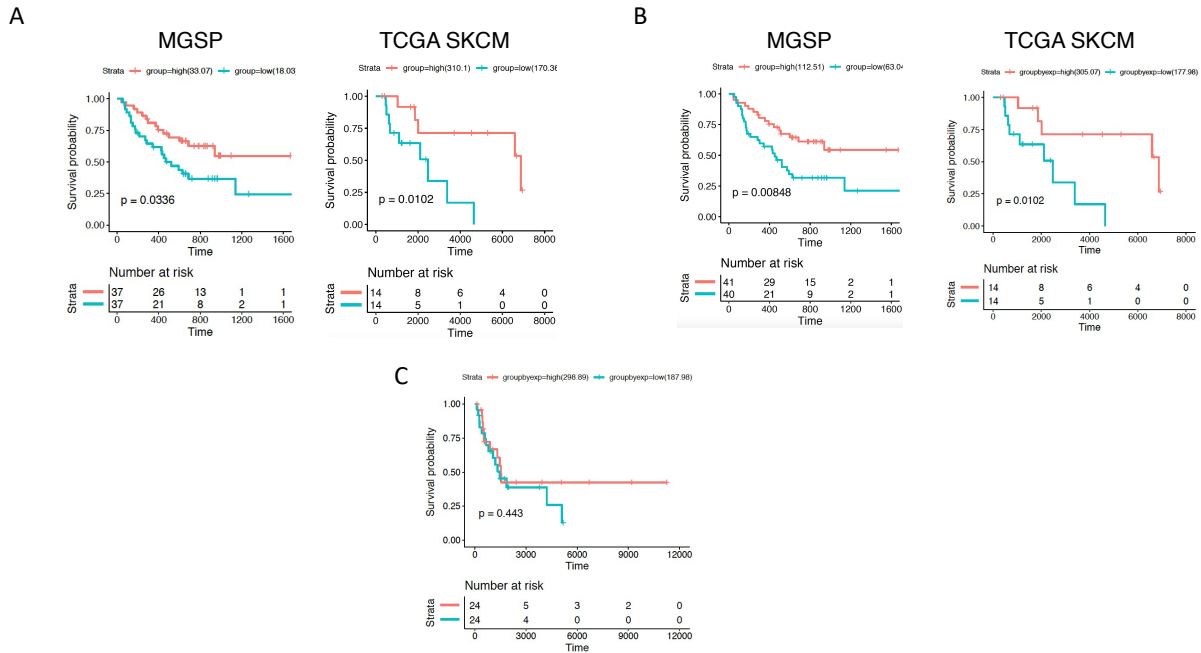 A
MGSP
Strata group=high(33.07) group=low(18.03)
Survival probability
1.00
0.75
0.50
0.25
0.00
p = 0.0336
0 400 800 1200 1600
Time
Number at risk
Strata
37 26 13 1 1
37 21 8 2 1
0 400 800 1200 1600
Time
TCGA SKCM
Strata group=high(310.1) group=low(170.36
Survival probability
1.00
0.75
0.50
0.25
0.00
p = 0.0102
0 2000 4000 6000 8000
Time
Number at risk
Strata
14 8 6 4 0
14 5 1 0 0
0 2000 4000 6000 8000
Time
B
MGSP
Strata group=high(112.51) group=low(63.04
Survival probability
1.00
0.75
0.50
0.25
0.00
p = 0.00848
0 400 800 1200 1600
Time
Number at risk
Strata
41 29 15 2 1
40 21 9 2 1
0 400 800 1200 1600
Time
TCGA SKCM
Strata groupbyexp=high(305.07) groupbyexp=low(177.98)
Survival probability
1.00
0.75
0.50
0.25
0.00
p = 0.0102
0 2000 4000 6000 8000
Time
Number at risk
Strata
14 8 6 4 0
14 5 1 0 0
0 2000 4000 6000 8000
Time
C
Strata groupbyexp=high(298.89) groupbyexp=low(187.98)
Survival probability
1.00
0.75
0.50
0.25
0.00
p = 0.443
0 3000 6000 9000 12000
Time
Number at risk
Strata
24 5 3 2 0
24 4 0 0 0
0 3000 6000 9000 12000
Time